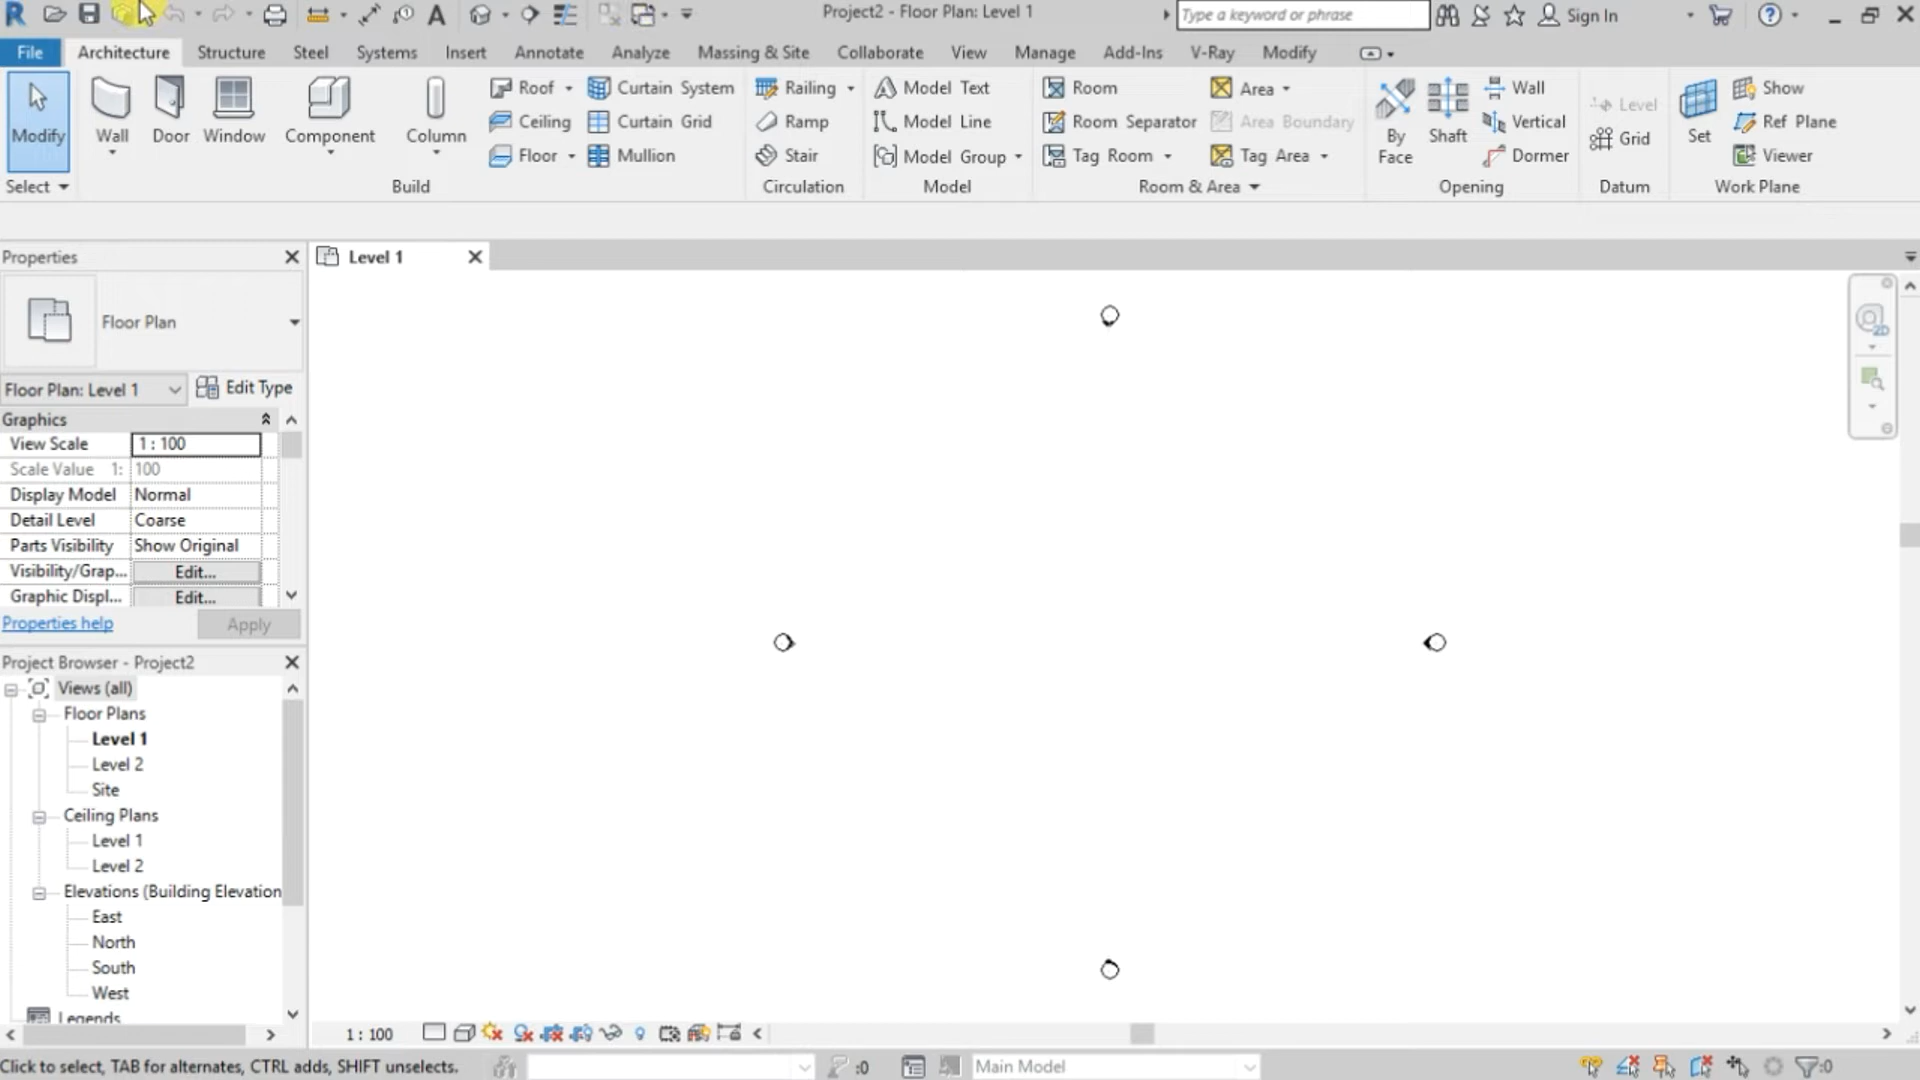 Project2 - Floor Plan: Level 1
Type a keyword or phrase
Sign In
File Architecture Structure Steel Systems Insert Annotate Analyze Massing & Site Collaborate View Manage Add-Ins V-Ray Modify
Modify
Select
Wall
Door
Window
Component
Column
Roof
Ceiling
Floor
Curtain System
Curtain Grid
Mullion
Build
Railing
Ramp
Stair
Circulation
Model Text
Model Line
Model Group
Model
Room
Room Separator
Tag Room
Area
Area Boundary
Tag Area
Room & Area
By
Face
Shaft
Wall
Vertical
Dormer
Opening
Level
Grid
Datum
Set
Show
Ref Plane
Viewer
Work Plane
Properties
Level 1
Floor Plan
Floor Plan: Level 1
Edit Type
Graphics
View Scale 1 : 100
Scale Value 1: 100
Display Model Normal
Detail Level Coarse
Parts Visibility Show Original
Visibility/Grap... Edit...
Graphic Displ... Edit...
Properties help Apply
Project Browser - Project2
Views (all)
Floor Plans
Level 1
Level 2
Site
Ceiling Plans
Level 1
Level 2
Elevations (Building Elevation
East
North
South
West
Legends
2D
1 : 100
Click to select, TAB for alternates, CTRL adds, SHIFT unselects.
:0
Main Model
:0